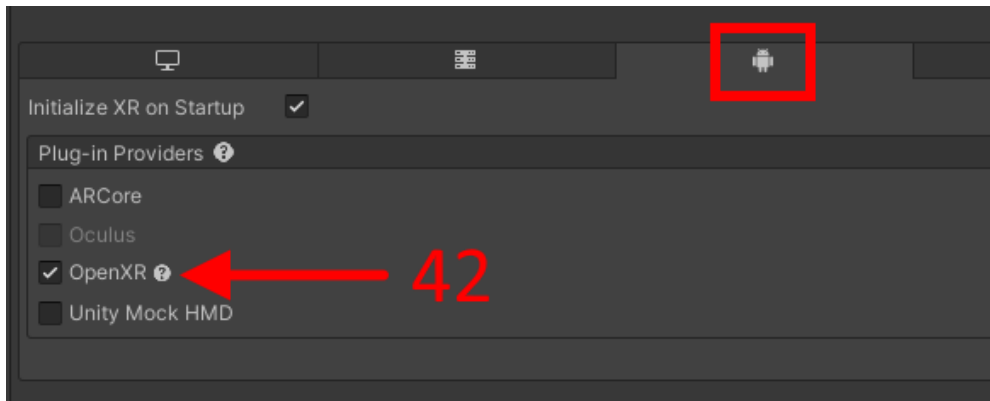 Initialize XR on Startup
Plug-in Providers
ARCore
Oculus
OpenXR
42
Unity Mock HMD